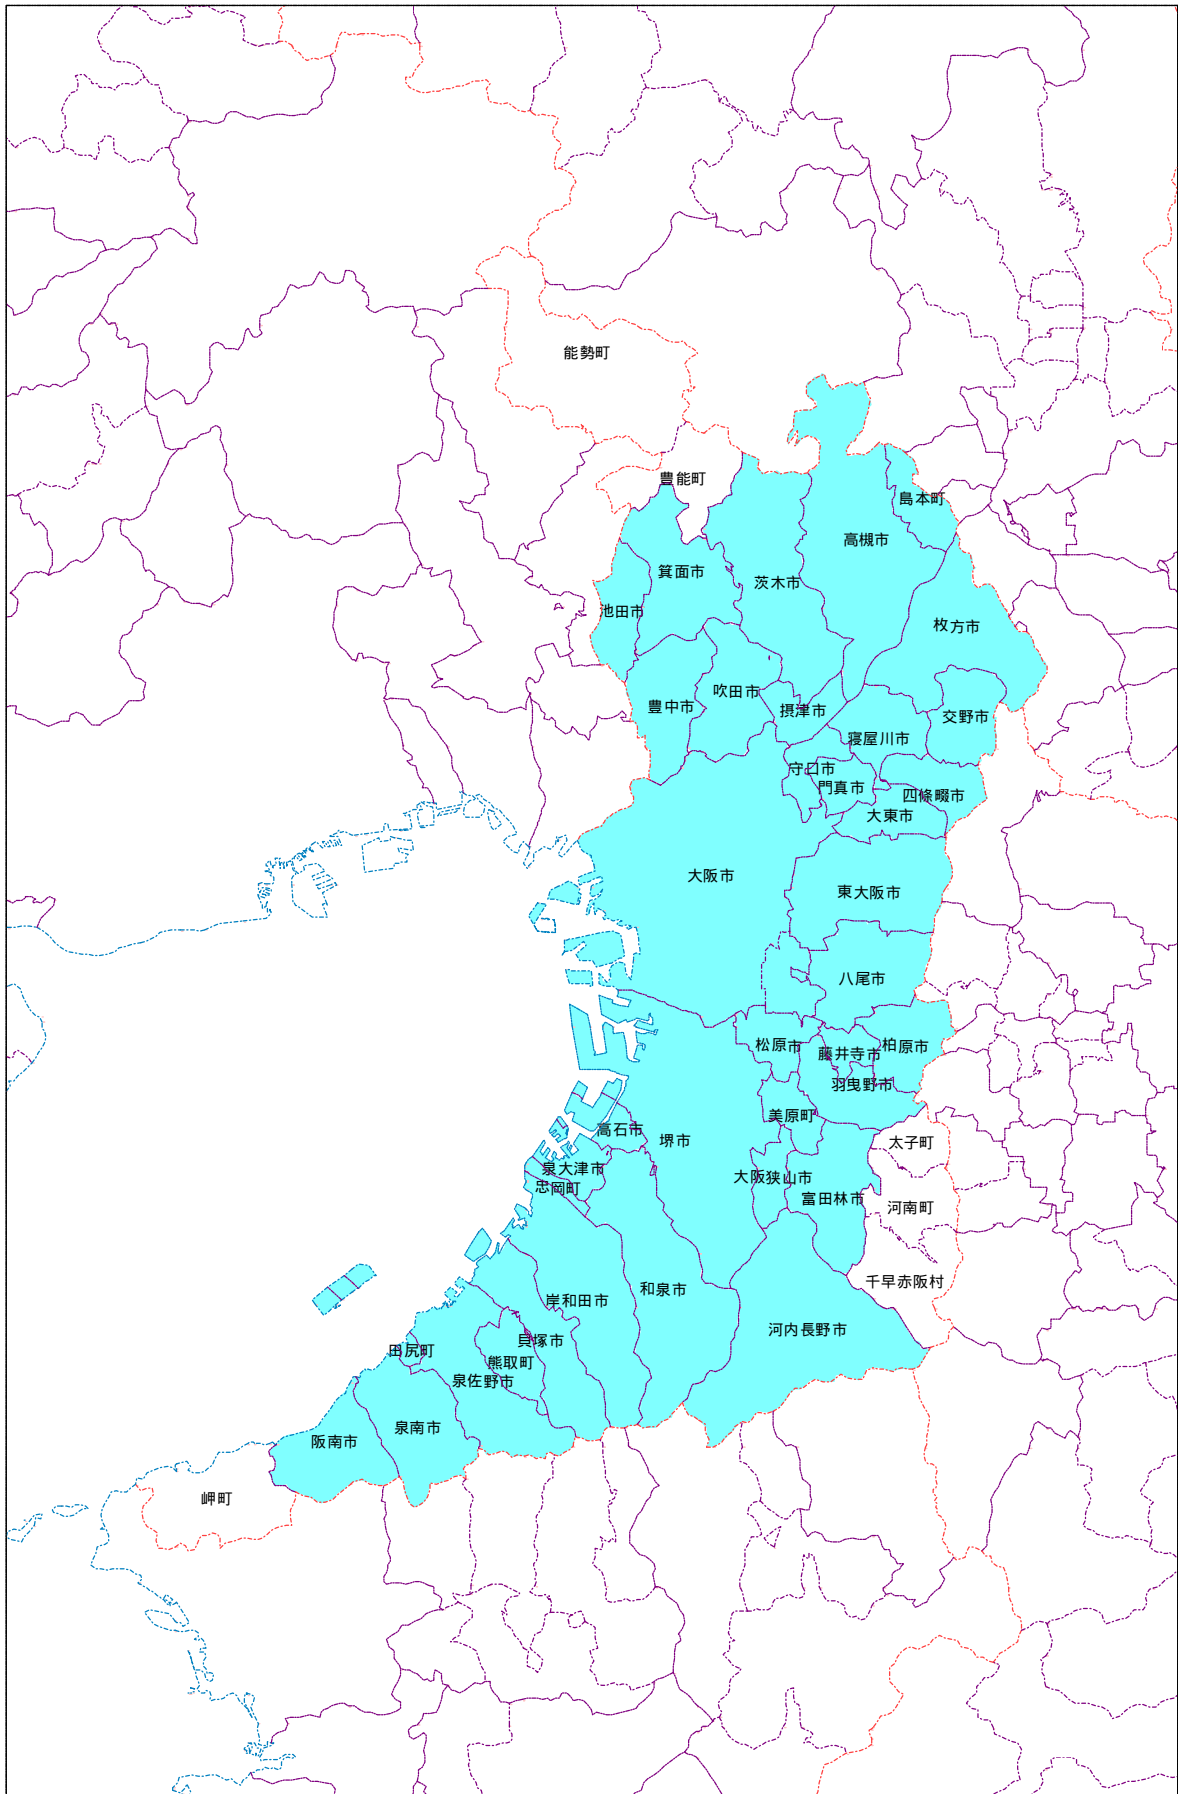 能勢町
豊能町
島本町
高槻市
箕面市
茨木市
池田市
枚方市
吹田市
豊中市
摂津市
交野市
寝屋川市
守口市
門真市
四條畷市
大東市
大阪市
東大阪市
八尾市
松原市
藤井寺市
柏原市
羽曳野市
美原町
高石市
堺市
太子町
泉大津市
大阪狭山市
忠岡町
富田林市
河南町
千早赤阪村
和泉市
岸和田市
河内長野市
貝塚市
田尻町
熊取町
泉佐野市
泉南市
阪南市
岬町